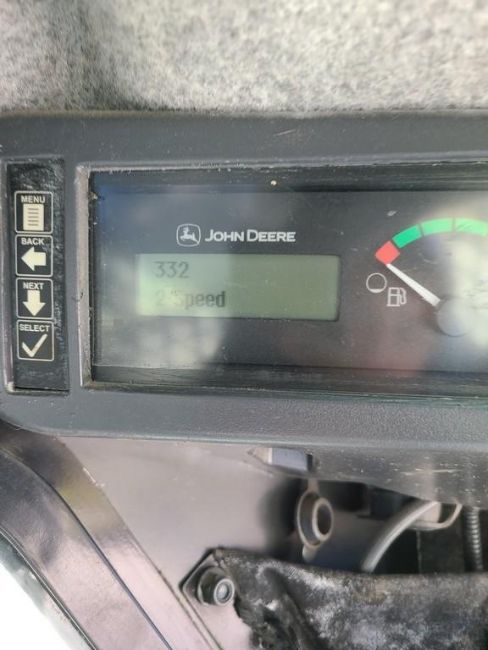 MENU
BACK
NEXT
SELECT
JOHN DEERE
332
2 Speed